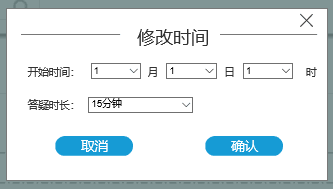 修改时间
开始时间： 1 月 1 日 1 时
答疑时长： 15分钟
取消 确认